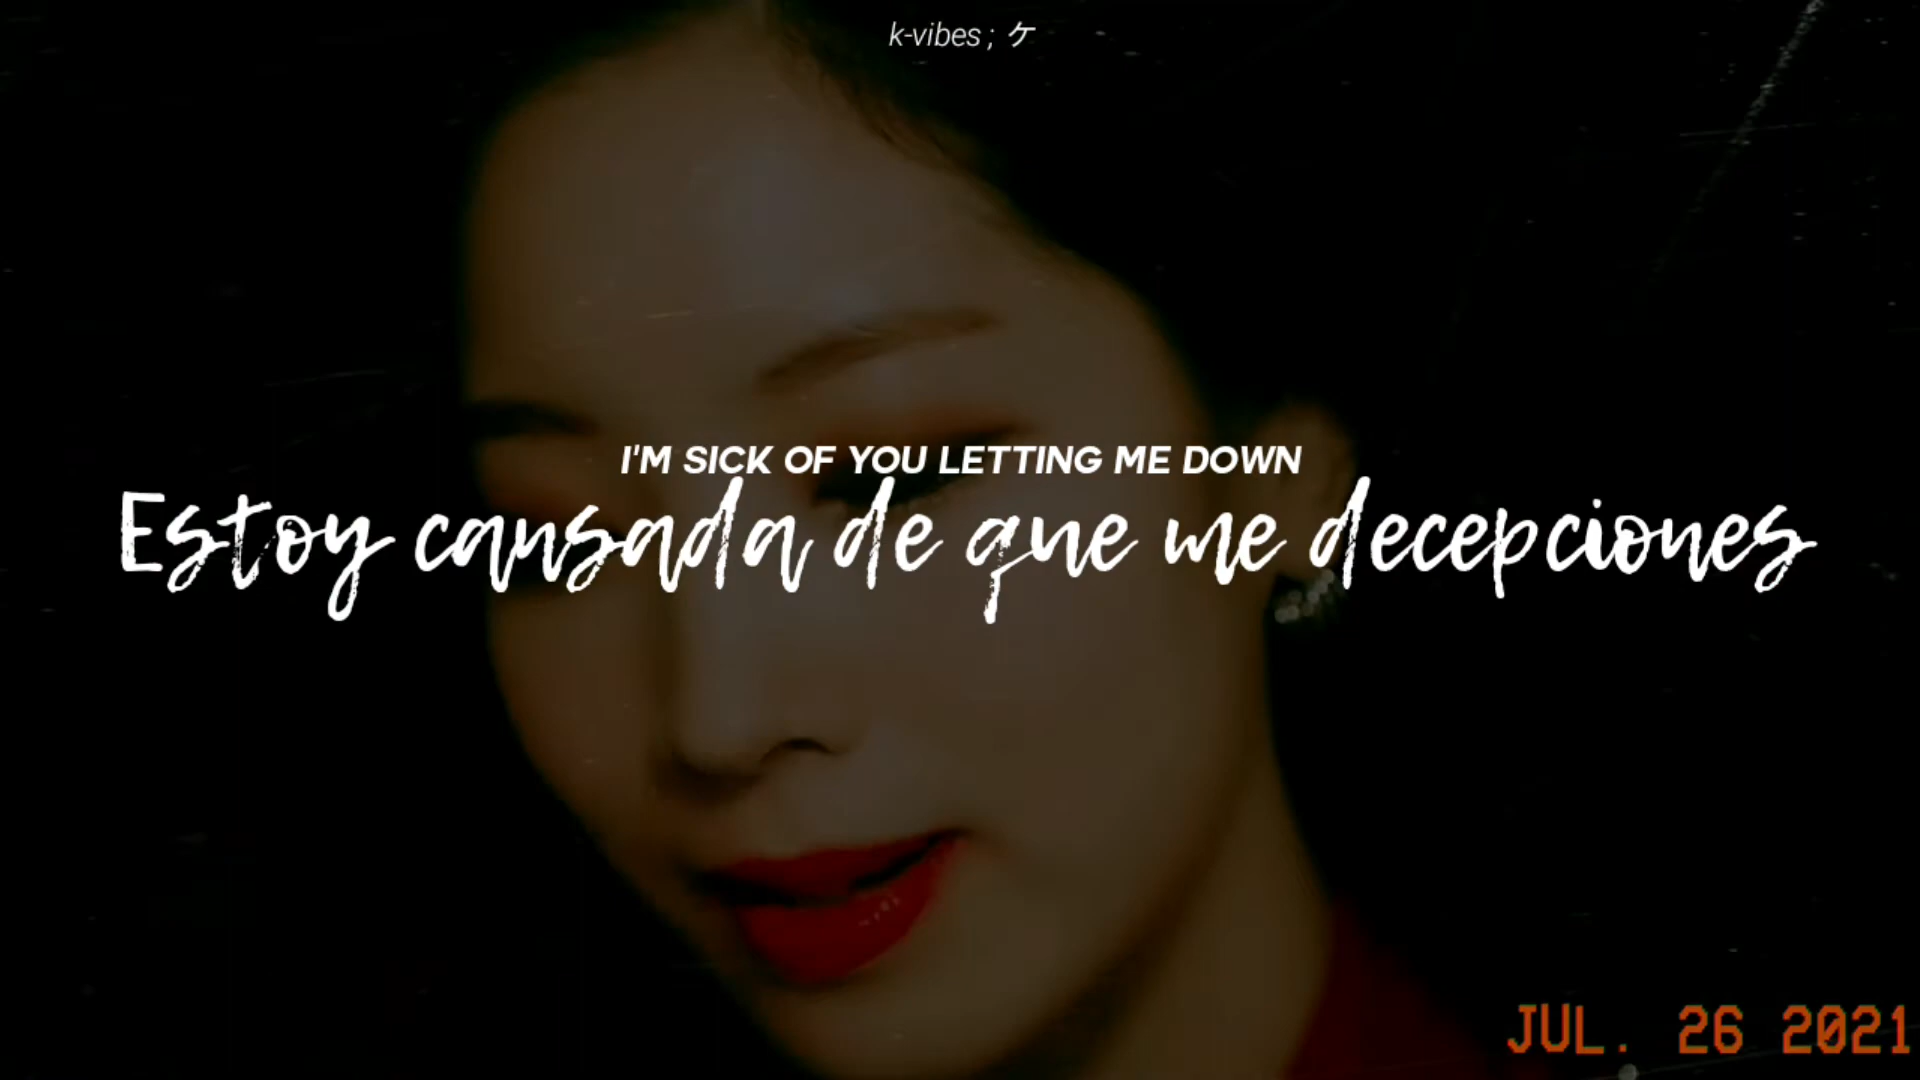 k-vibes ; ケ
I'M SICK OF YOU LETTING ME DOWN
Estoy cansada de que me decepciones
JUL. 26 2021